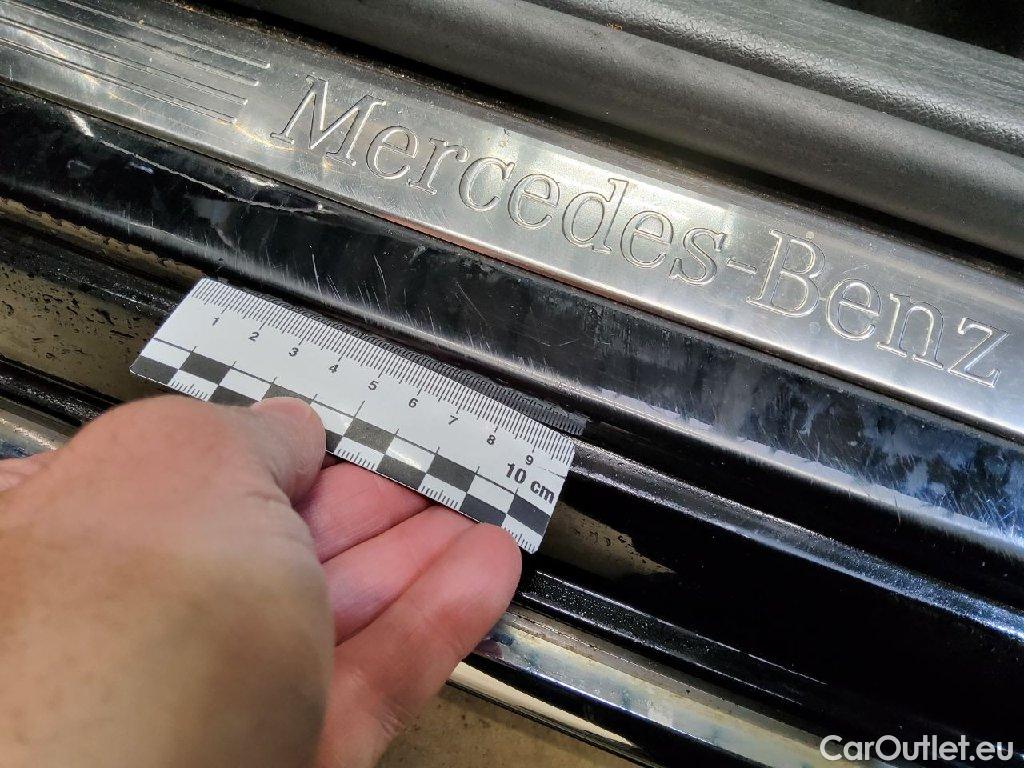 Mercedes-Benz
1 2 3 4 5 6 7 8 9
10 cm
CarOutlet.eu